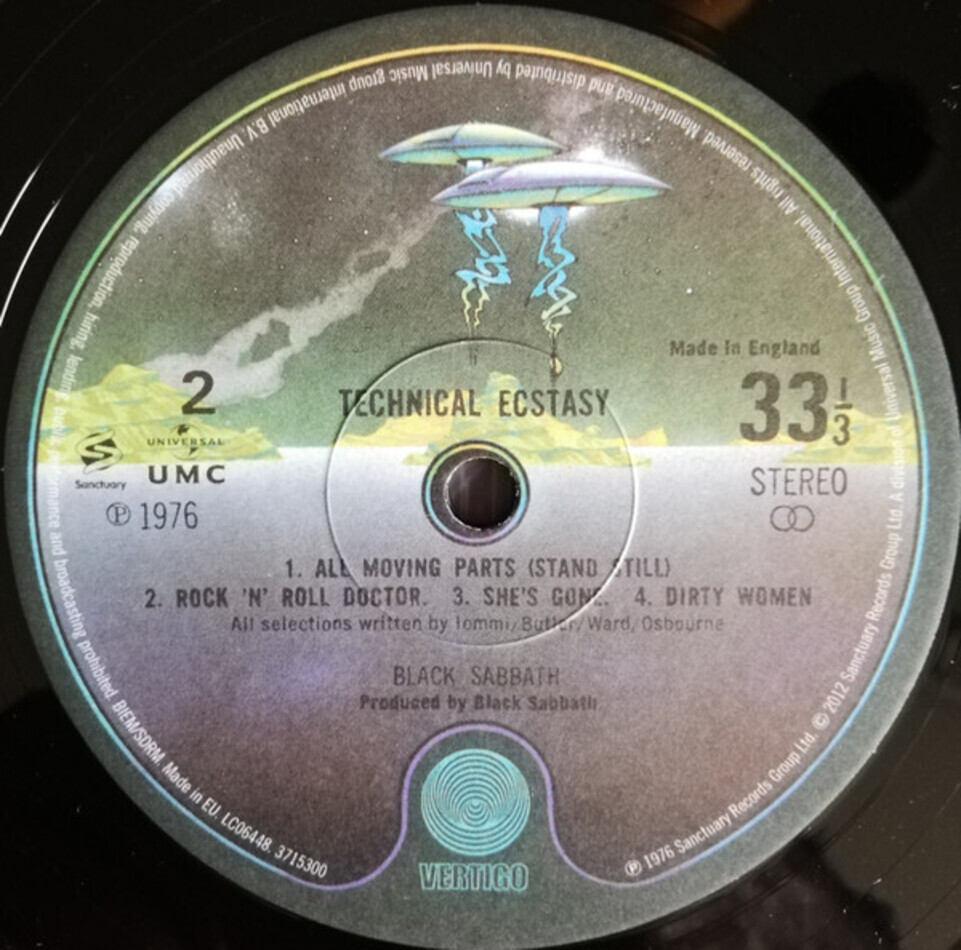 Made in England
2
TECHNICAL ECSTASY
33 1/3
Sanctuary
UNIVERSAL
UMC
STEREO
℗ 1976
1. ALL MOVING PARTS (STAND STILL)
2. ROCK 'N' ROLL DOCTOR. 3. SHE'S GONE. 4. DIRTY WOMEN
All selections written by Iommi/Butler/Ward, Osbourne
BLACK SABBATH
Produced by Black Sabbath
VERTIGO
℗ 1976 Sanctuary Records Group Ltd. © 2012 Sanctuary Records Group Ltd. A division of Universal Music Group International. All rights reserved. Manufactured and distributed by Universal Music group international B.V. Unauthorised copying, reproduction, hiring, lending, public performance and broadcasting prohibited. BIEM/SDRM. Made in EU. LC06448. 3715300